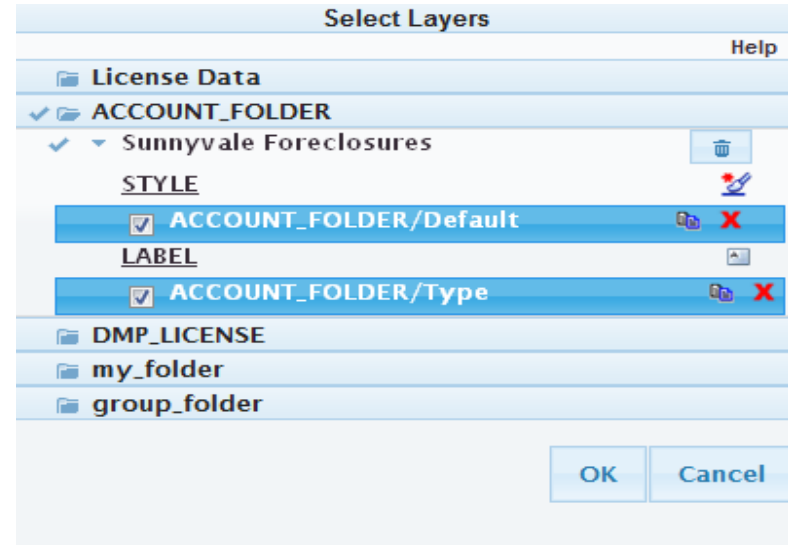 Select Layers
Help
License Data
ACCOUNT_FOLDER
Sunnyvale Foreclosures
STYLE
ACCOUNT_FOLDER/Default
LABEL
ACCOUNT_FOLDER/Type
DMP_LICENSE
my_folder
group_folder
OK Cancel